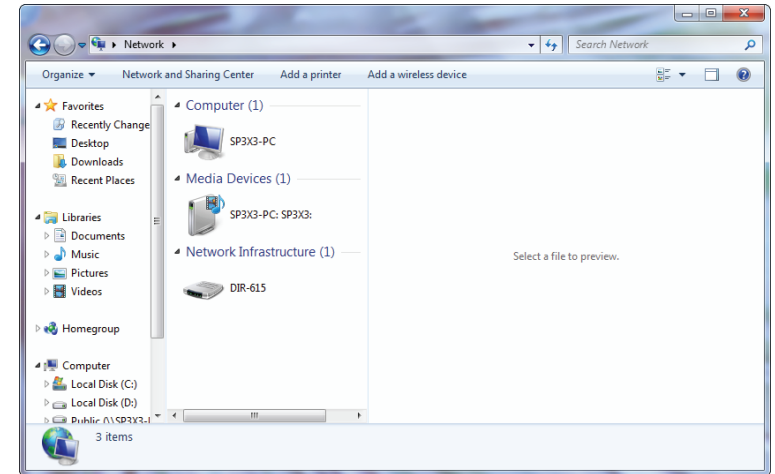 Network
Search Network
Organize Network and Sharing Center Add a printer Add a wireless device
Favorites
Recently Change
Desktop
Downloads
Recent Places
Libraries
Documents
Music
Pictures
Videos
Homegroup
Computer
Local Disk (C:)
Local Disk (D:)
Computer (1)
SP3X3-PC
Media Devices (1)
SP3X3-PC: SP3X3:
Network Infrastructure (1)
DIR-615
Select a file to preview.
3 items